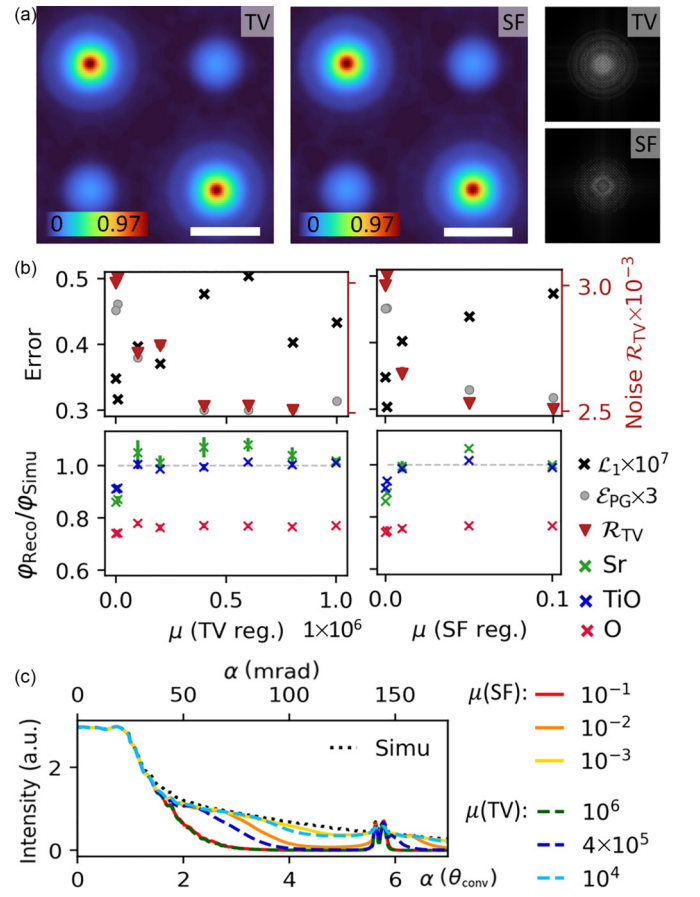 (a)
TV
SF
TV
0 0.97
0 0.97
SF
(b)
Error
0.5
0.4
0.3
3.0
2.5
Noise ℛTV×10⁻³
φReco/φSimu
1.0
0.8
0.6
0.0 0.5 1.0
μ (TV reg.) 1×10⁶
0.0 0.1
μ (SF reg.)
ℒ₁×10⁷
ℰPG×3
ℛTV
Sr
TiO
O
(c)
α (mrad)
0 50 100 150
Intensity (a.u.)
2
0
Simu
0 2 4 6
α (θconv)
μ(SF): 10⁻¹
10⁻²
10⁻³
μ(TV): 10⁶
4×10⁵
10⁴